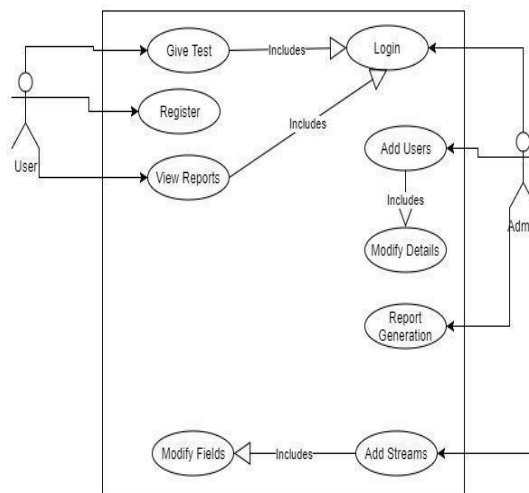 Give Test
Includes
Login
Register
Includes
User
View Reports
Add Users
Includes
Adm
Modify Details
Report
Generation
Modify Fields
Includes
Add Streams